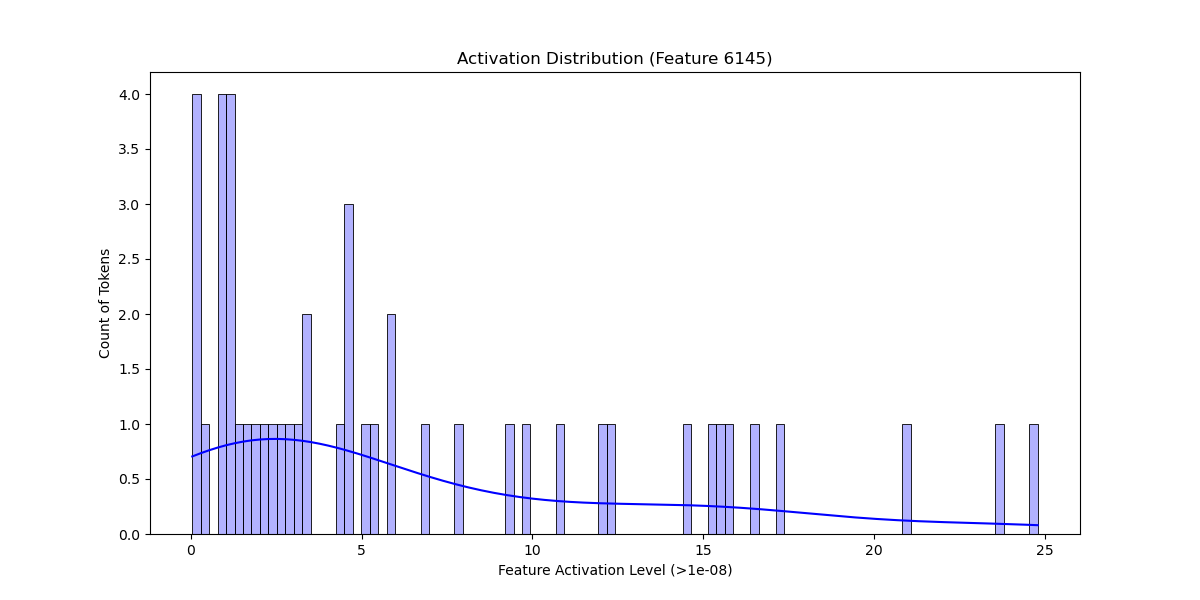 Activation Distribution (Feature 6145)
4.0
3.5
3.0
2.5
2.0
1.5
1.0
0.5
0.0
Count of Tokens
0 5 10 15 20 25
Feature Activation Level (>1e-08)